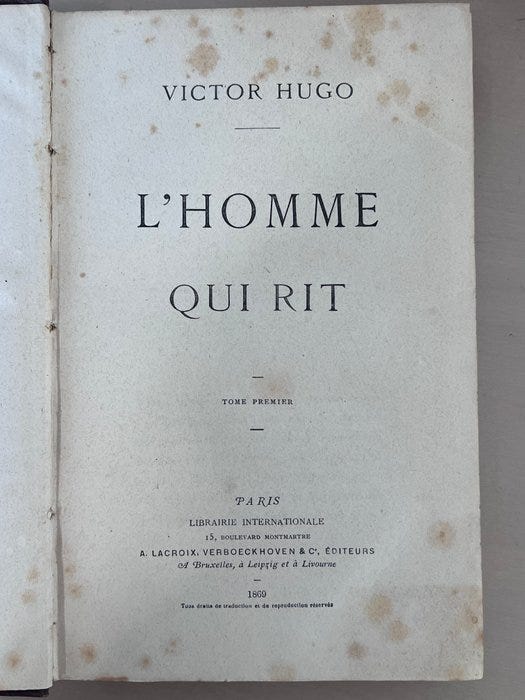 VICTOR HUGO
L'HOMME
QUI RIT
TOME PREMIER
PARIS
LIBRAIRIE INTERNATIONALE
15, BOULEVARD MONTMARTRE
A. LACROIX, VERBOECKHOVEN & Cᵉ, ÉDITEURS
A Bruxelles, à Leipzig et à Livourne
1869
Tous droits de traduction et de reproduction réservés